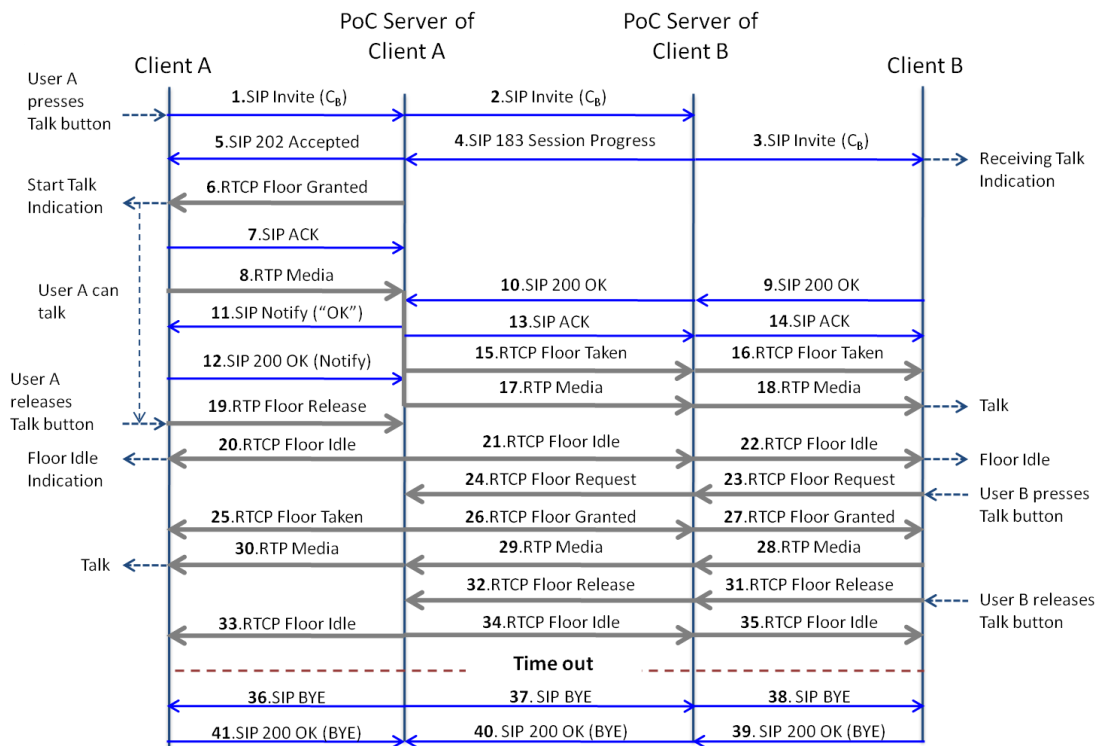 PoC Server of
Client A
PoC Server of
Client B
Client A
Client B
User A
presses
Talk button
1.SIP Invite (CB)
2.SIP Invite (CB)
5.SIP 202 Accepted
4.SIP 183 Session Progress
3.SIP Invite (CB)
Receiving Talk
Indication
Start Talk
Indication
6.RTCP Floor Granted
7.SIP ACK
User A can
talk
8.RTP Media
10.SIP 200 OK
9.SIP 200 OK
11.SIP Notify (“OK”)
13.SIP ACK
14.SIP ACK
12.SIP 200 OK (Notify)
15.RTCP Floor Taken
16.RTCP Floor Taken
User A
releases
Talk button
17.RTP Media
18.RTP Media
Talk
19.RTP Floor Release
20.RTCP Floor Idle
21.RTCP Floor Idle
22.RTCP Floor Idle
Floor Idle
Indication
Floor Idle
24.RTCP Floor Request
23.RTCP Floor Request
User B presses
Talk button
25.RTCP Floor Taken
26.RTCP Floor Granted
27.RTCP Floor Granted
Talk
30.RTP Media
29.RTP Media
28.RTP Media
32.RTCP Floor Release
31.RTCP Floor Release
User B releases
Talk button
33.RTCP Floor Idle
34.RTCP Floor Idle
35.RTCP Floor Idle
Time out
36.SIP BYE
37. SIP BYE
38. SIP BYE
41.SIP 200 OK (BYE)
40. SIP 200 OK (BYE)
39. SIP 200 OK (BYE)